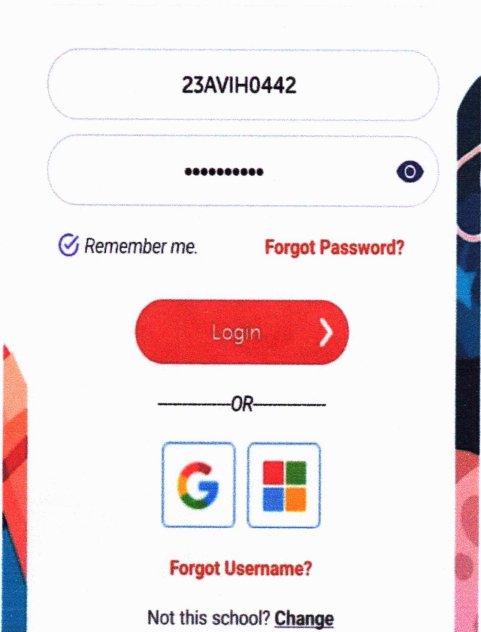 23AVIH0442
••••••••••
Remember me. Forgot Password?
Login
OR
Forgot Username?
Not this school? Change